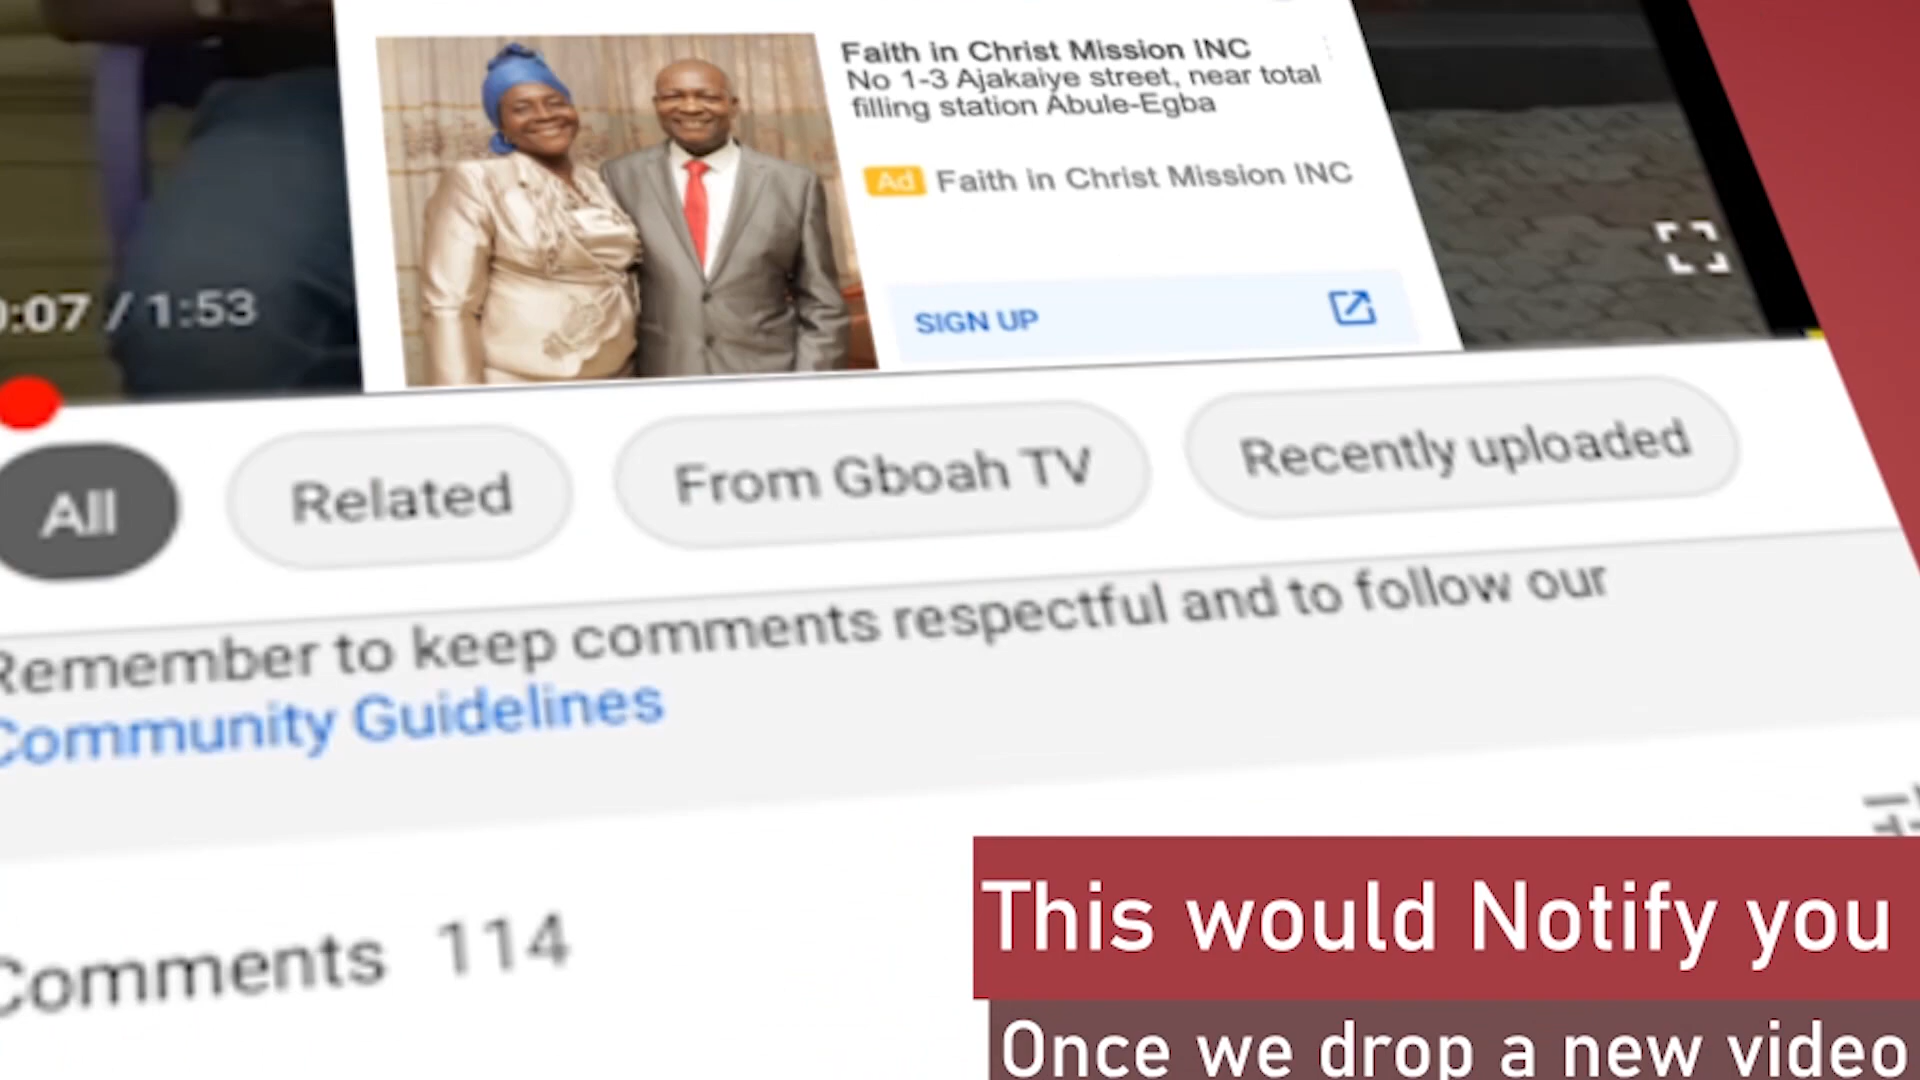 Faith in Christ Mission INC
No 1-3 Ajakaiye street, near total
filling station Abule-Egba
Ad Faith in Christ Mission INC
SIGN UP
:07 / 1:53
All
Related
From Gboah TV
Recently uploaded
Remember to keep comments respectful and to follow our
Community Guidelines
Comments 114
This would Notify you
Once we drop a new video